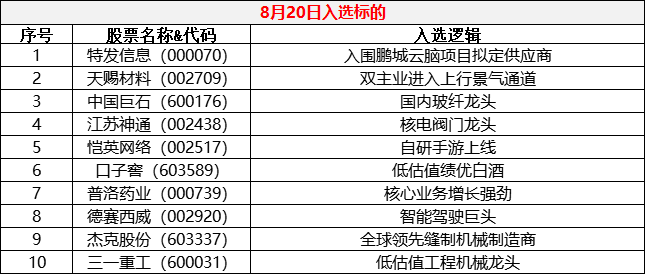 8月20日入选标的
序号 股票名称&代码 入选逻辑
1 特发信息（000070） 入围鹏城云脑项目拟定供应商
2 天赐材料（002709） 双主业进入上行景气通道
3 中国巨石（600176） 国内玻纤龙头
4 江苏神通（002438） 核电阀门龙头
5 恺英网络（002517） 自研手游上线
6 口子窖（603589） 低估值绩优白酒
7 普洛药业（000739） 核心业务增长强劲
8 德赛西威（002920） 智能驾驶巨头
9 杰克股份（603337） 全球领先缝制机械制造商
10 三一重工（600031） 低估值工程机械龙头